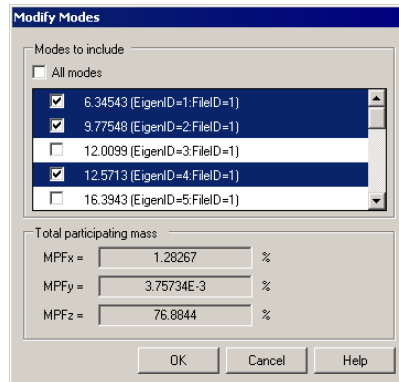 Modify Modes
Modes to include
All modes
6.34543 (EigenID=1:FileID=1)
9.77548 (EigenID=2:FileID=1)
12.0099 (EigenID=3:FileID=1)
12.5713 (EigenID=4:FileID=1)
16.3943 (EigenID=5:FileID=1)
Total participating mass
MPFx = 1.28267 %
MPFy = 3.75734E-3 %
MPFz = 76.8844 %
OK Cancel Help